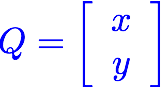 Q = [ x
y ]